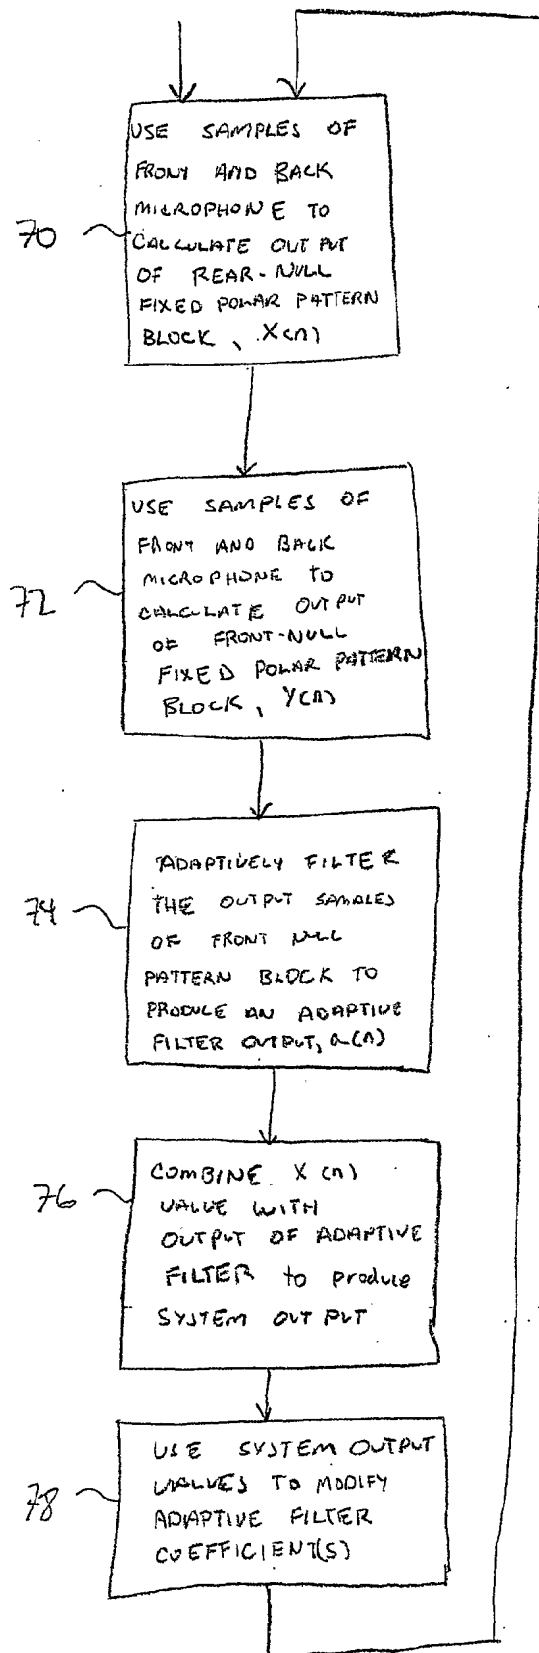 USE SAMPLES OF
FRONT AND BACK
MICROPHONE TO
70
CALCULATE OUTPUT
OF REAR-NULL
FIXED POLAR PATTERN
BLOCK, X(n)
USE SAMPLES OF
FRONT AND BACK
MICROPHONE TO
72
CALCULATE OUTPUT
OF FRONT-NULL
FIXED POLAR PATTERN
BLOCK, Y(n)
ADAPTIVELY FILTER
74
THE OUTPUT SAMPLES
OF FRONT NULL
PATTERN BLOCK TO
PRODUCE AN ADAPTIVE
FILTER OUTPUT, a(n)
COMBINE X(n)
76
VALUE WITH
OUTPUT OF ADAPTIVE
FILTER to produce
SYSTEM OUTPUT
USE SYSTEM OUTPUT
78
VALUES TO MODIFY
ADAPTIVE FILTER
COEFFICIENT(S)